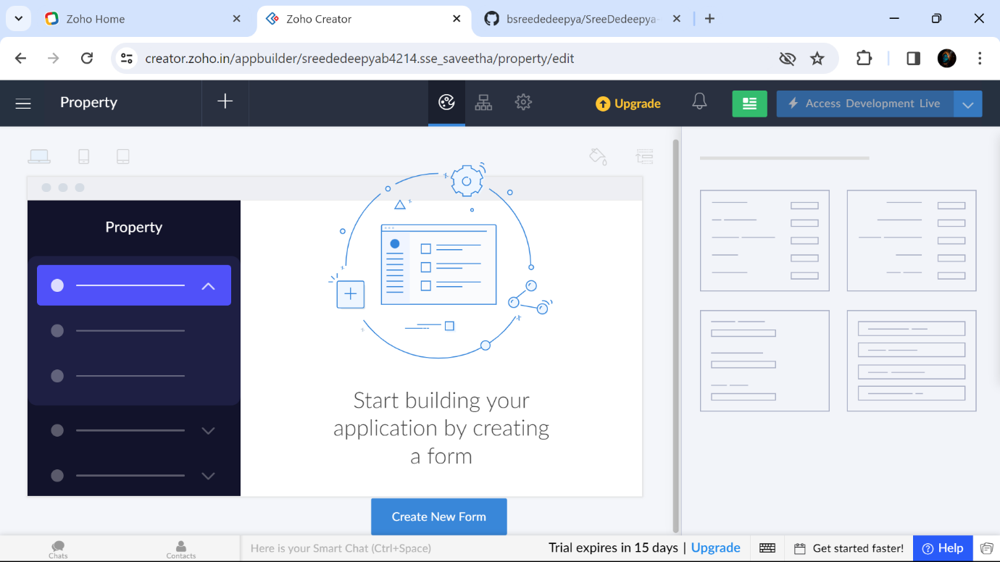 Zoho Home
Zoho Creator
bsreededeepya/SreeDedeepya-
creator.zoho.in/appbuilder/sreededeepyab4214.sse_saveetha/property/edit
Property
Upgrade
Access Development Live
Property
Start building your
application by creating
a form
Create New Form
Chats
Contacts
Here is your Smart Chat (Ctrl+Space)
Trial expires in 15 days | Upgrade
Get started faster!
Help